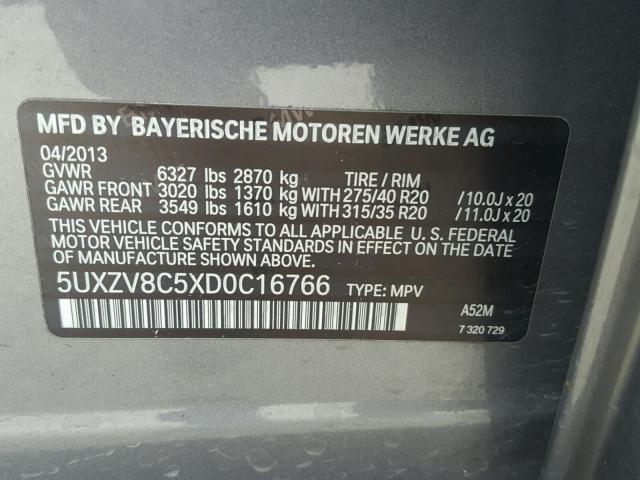 MFD BY BAYERISCHE MOTOREN WERKE AG
04/2013
GVWR 6327 lbs 2870 kg TIRE / RIM
GAWR FRONT 3020 lbs 1370 kg WITH 275/40 R20 /10.0J x 20
GAWR REAR 3549 lbs 1610 kg WITH 315/35 R20 /11.0J x 20
THIS VEHICLE CONFORMS TO ALL APPLICABLE U. S. FEDERAL
MOTOR VEHICLE SAFETY STANDARDS IN EFFECT ON THE DATE
OF MANUFACTURE SHOWN ABOVE.
5UXZV8C5XD0C16766 TYPE: MPV
A52M
7 320 729